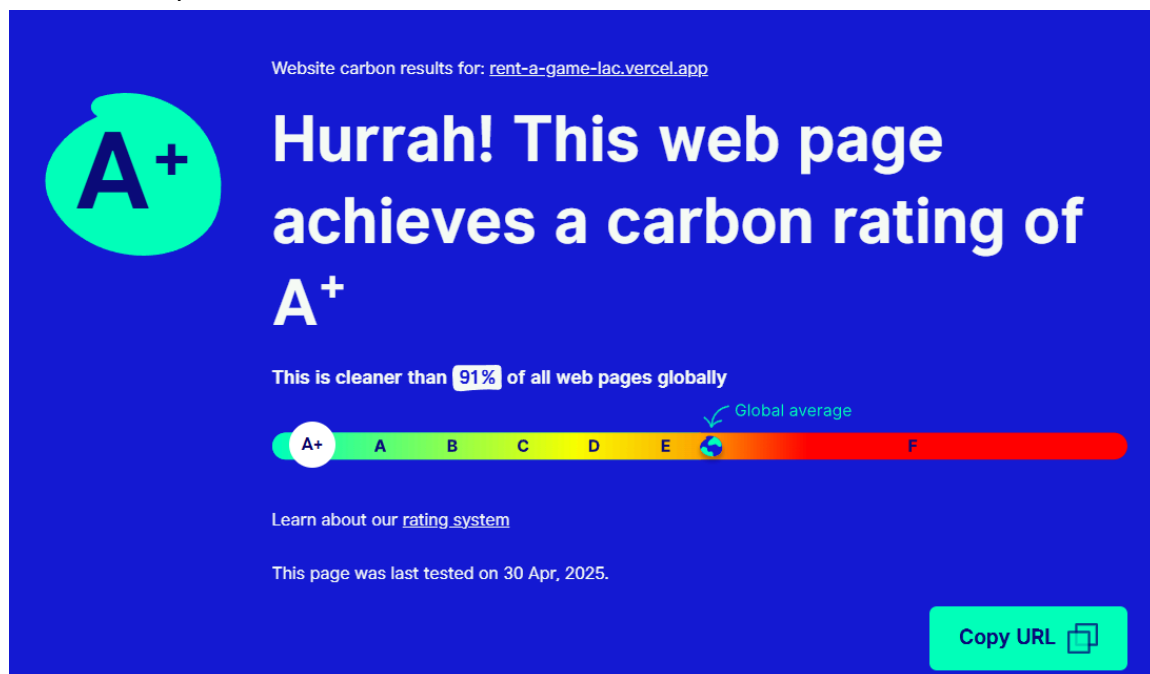 Website carbon results for: rent-a-game-lac.vercel.app
A+
Hurrah! This web page
achieves a carbon rating of
A+
This is cleaner than 91% of all web pages globally
Global average
A+ A B C D E F
Learn about our rating system
This page was last tested on 30 Apr, 2025.
Copy URL